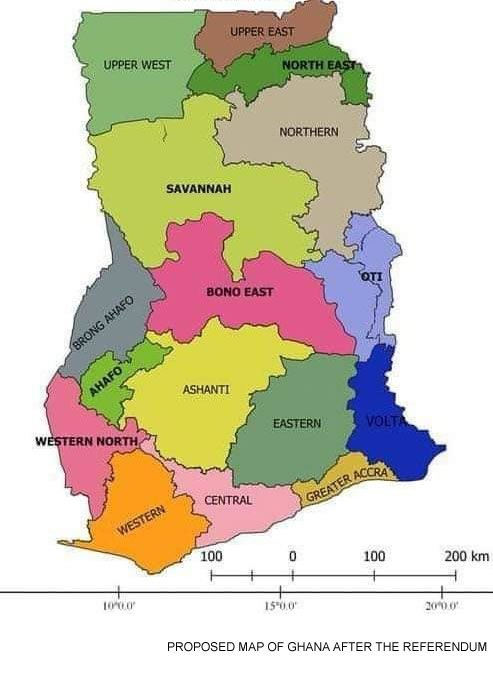 UPPER EAST
UPPER WEST
NORTH EAST
NORTHERN
SAVANNAH
OTI
BONO EAST
BRONG AHAFO
AHAFO
ASHANTI
EASTERN
VOLTA
WESTERN NORTH
GREATER ACCRA
CENTRAL
WESTERN
100 0 100 200 km
10°0.0' 15°0.0' 20°0.0'
PROPOSED MAP OF GHANA AFTER THE REFERENDUM